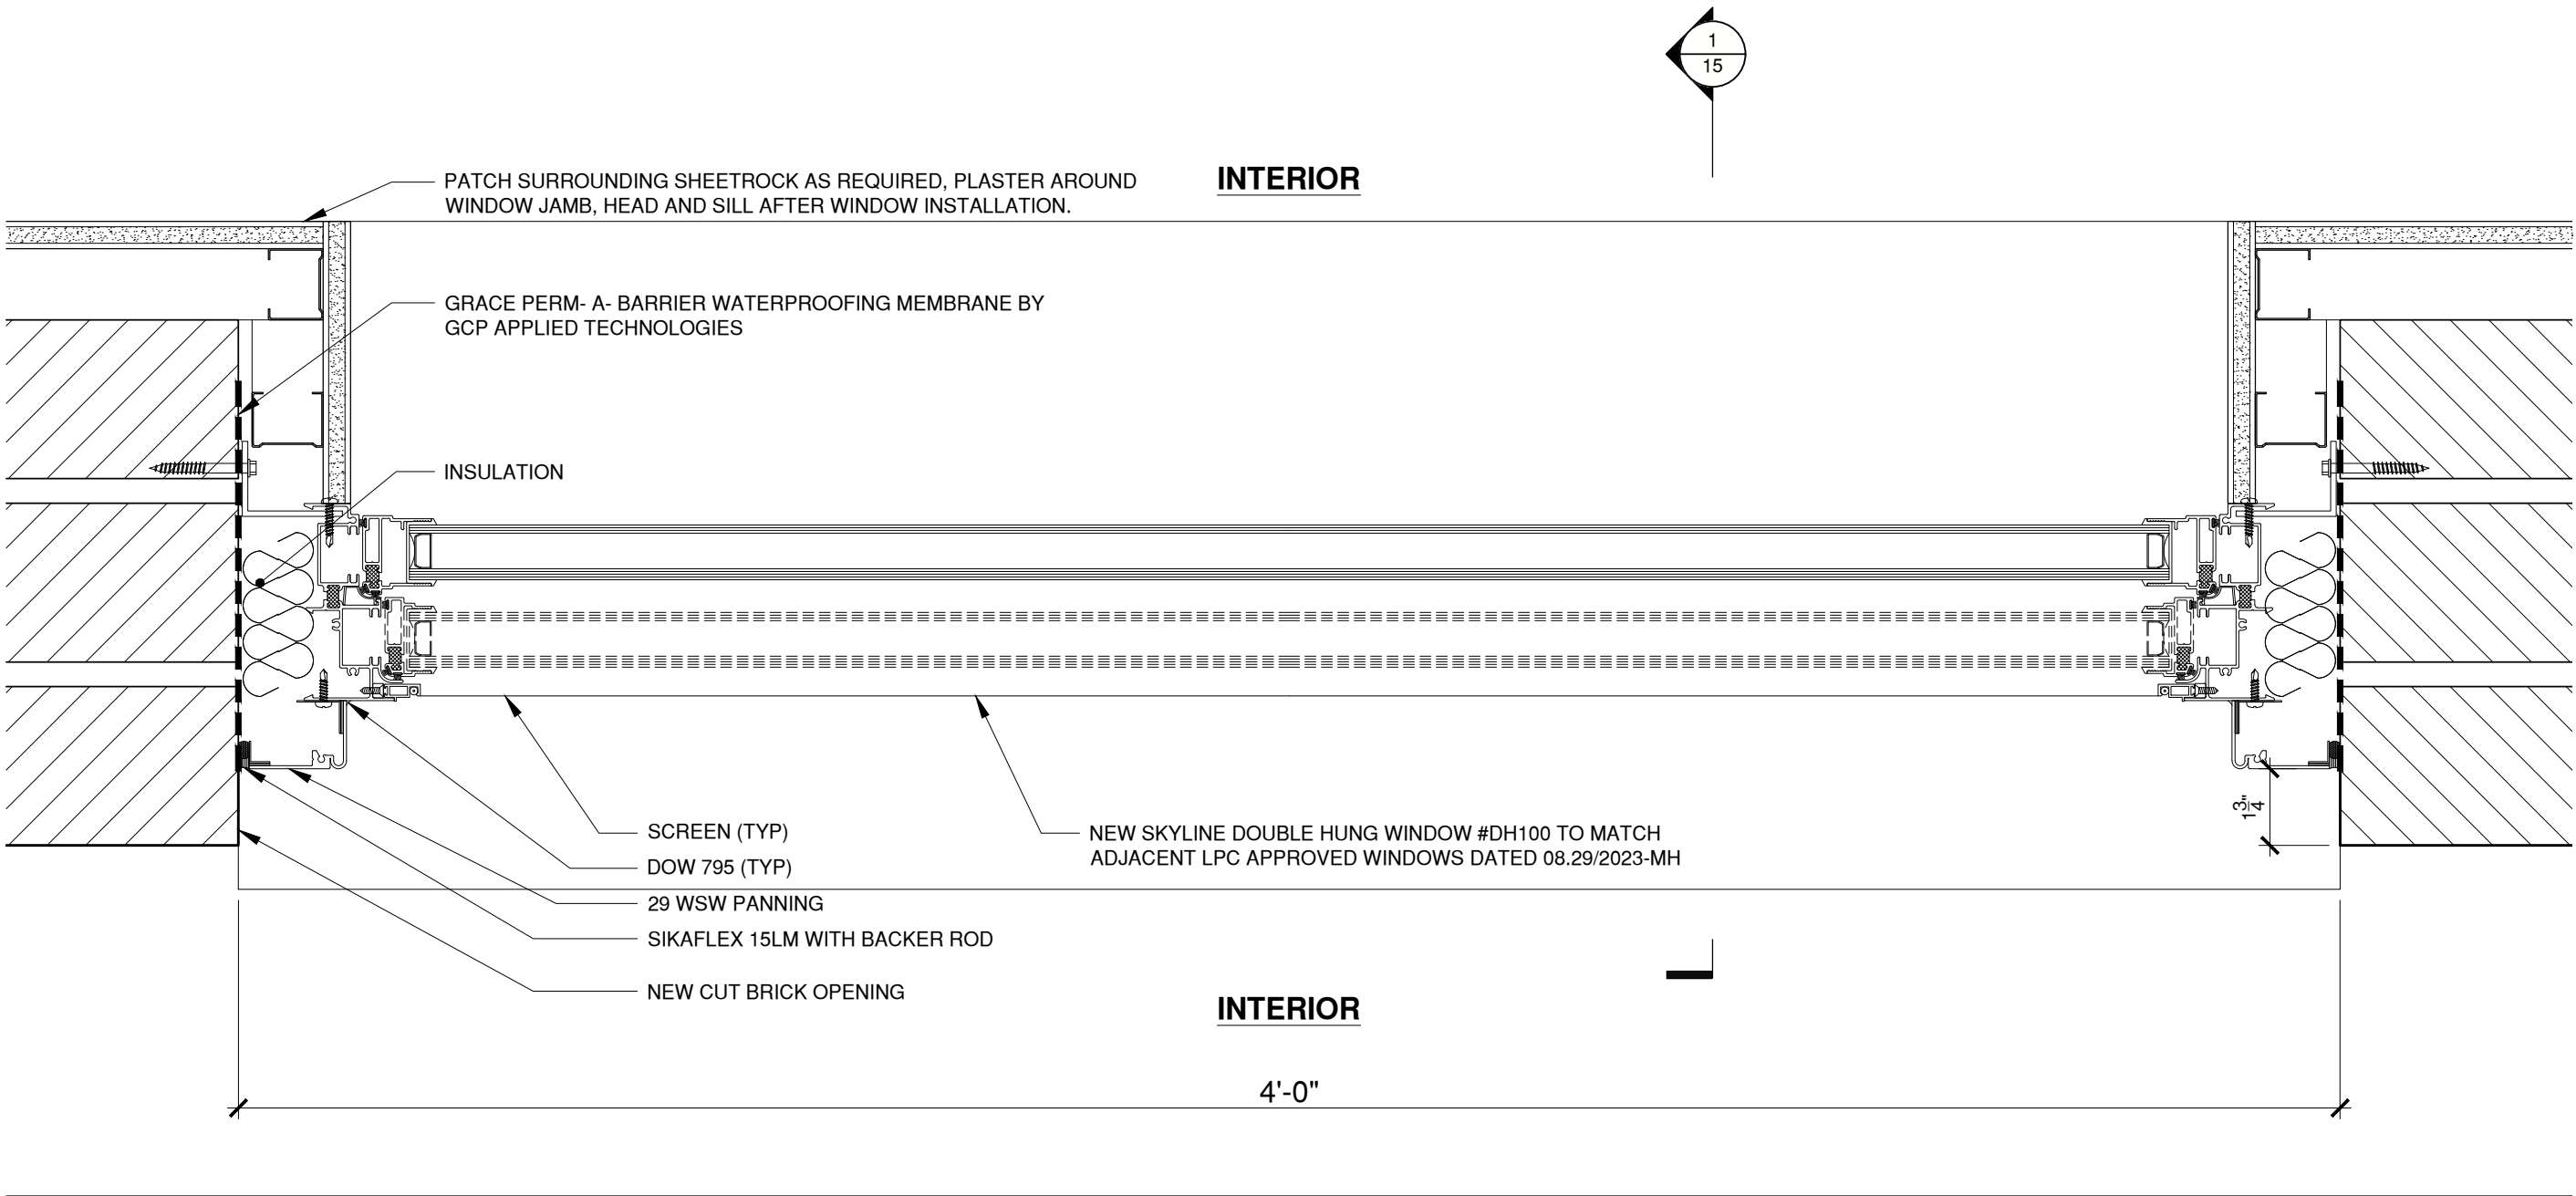 1
15
INTERIOR
PATCH SURROUNDING SHEETROCK AS REQUIRED, PLASTER AROUND
WINDOW JAMB, HEAD AND SILL AFTER WINDOW INSTALLATION.
GRACE PERM- A- BARRIER WATERPROOFING MEMBRANE BY
GCP APPLIED TECHNOLOGIES
INSULATION
1 3/4"
SCREEN (TYP)
DOW 795 (TYP)
29 WSW PANNING
SIKAFLEX 15LM WITH BACKER ROD
NEW CUT BRICK OPENING
NEW SKYLINE DOUBLE HUNG WINDOW #DH100 TO MATCH
ADJACENT LPC APPROVED WINDOWS DATED 08.29/2023-MH
INTERIOR
4'-0"